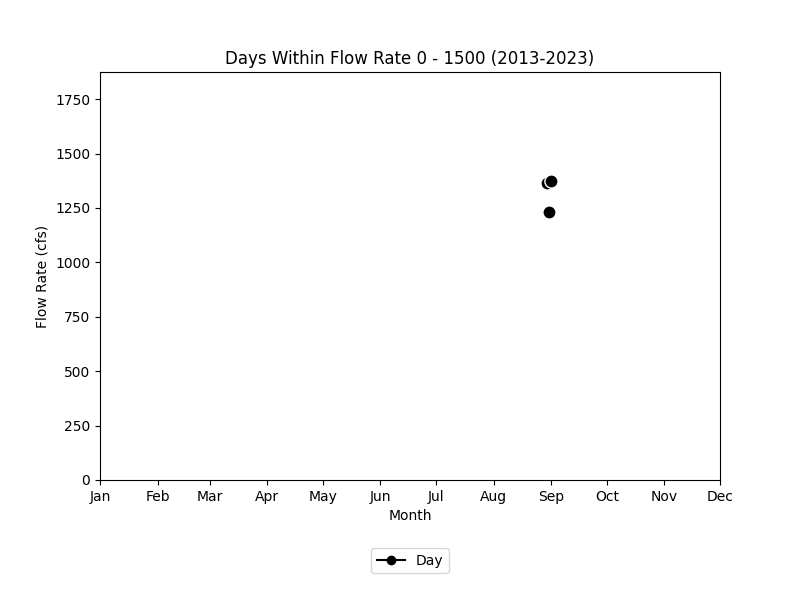 Days Within Flow Rate 0 - 1500 (2013-2023)
1750
1500
1250
1000
750
500
250
0
Flow Rate (cfs)
Jan Feb Mar Apr May Jun Jul Aug Sep Oct Nov Dec
Month
Day